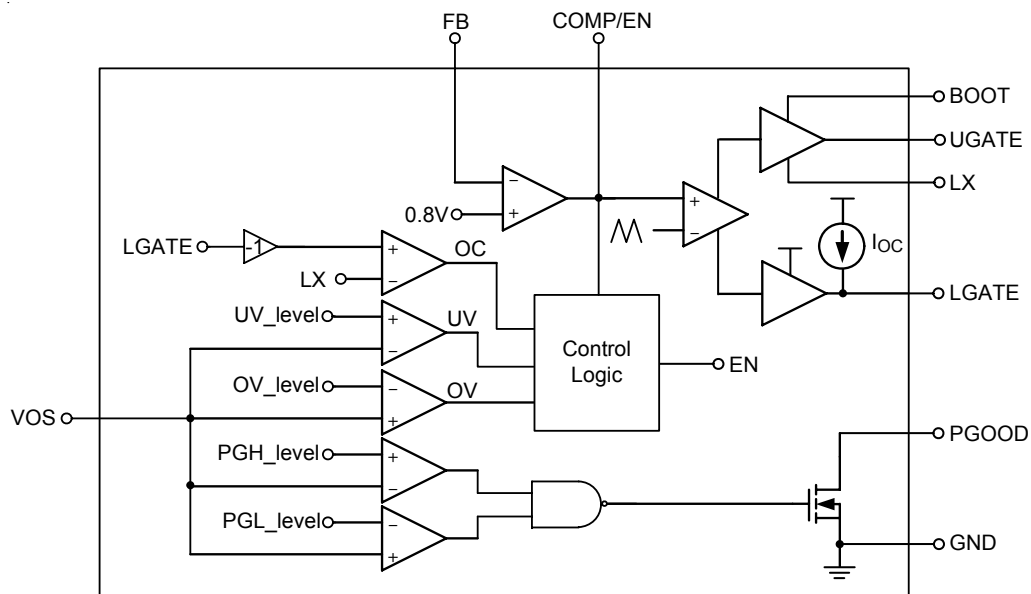 FB
COMP/EN
BOOT
UGATE
LX
0.8V
LGATE
-1
OC
IOC
LX
LGATE
UV_level
UV
Control
Logic
EN
OV_level
OV
VOS
PGOOD
PGH_level
PGL_level
GND